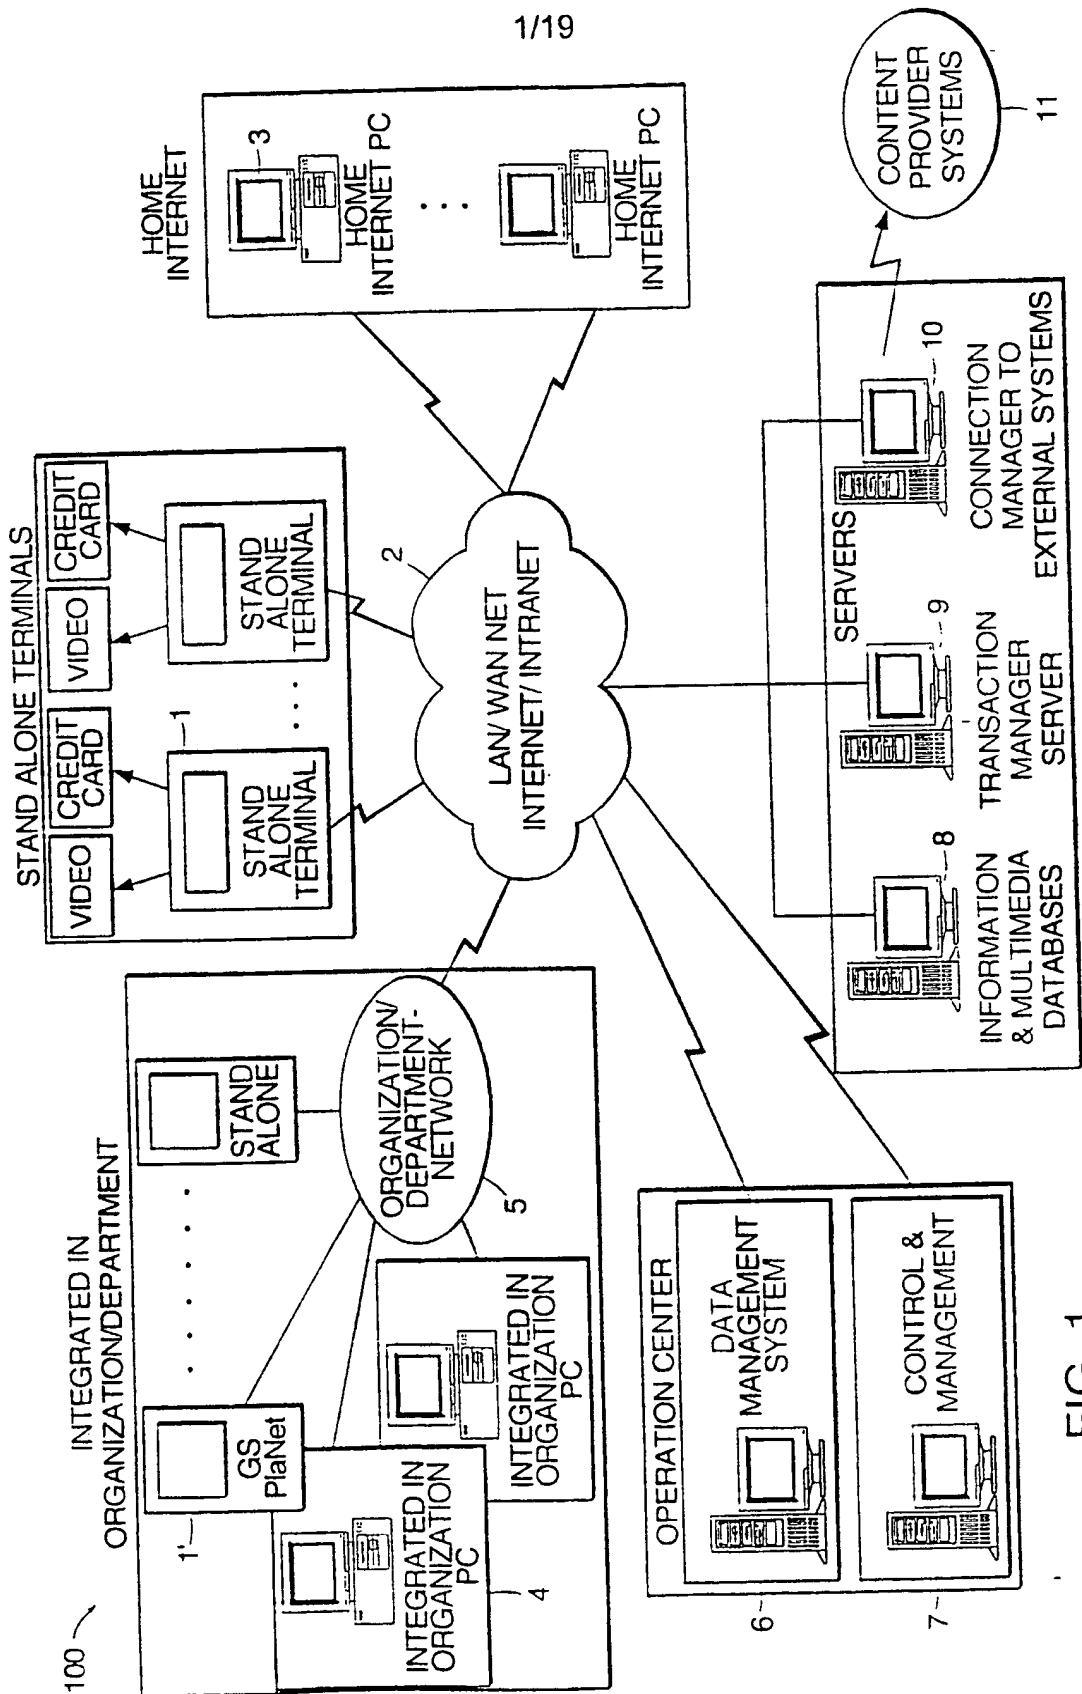 1/19
100
INTEGRATED IN
ORGANIZATION/DEPARTMENT
1'
GS
PlaNet
. . . . . .
STAND
ALONE
INTEGRATED IN
ORGANIZATION
PC
4
INTEGRATED IN
ORGANIZATION
PC
ORGANIZATION/
DEPARTMENT-
NETWORK
5
STAND ALONE TERMINALS
VIDEO
CREDIT
CARD
VIDEO
CREDIT
CARD
1
STAND
ALONE
TERMINAL
. . .
STAND
ALONE
TERMINAL
HOME
INTERNET
3
HOME
INTERNET PC
. . .
HOME
INTERNET PC
2
LAN/ WAN NET
INTERNET/ INTRANET
OPERATION CENTER
DATA
MANAGEMENT
SYSTEM
6
CONTROL &
MANAGEMENT
7
SERVERS
8
INFORMATION
& MULTIMEDIA
DATABASES
9
TRANSACTION
MANAGER
SERVER
10
CONNECTION
MANAGER TO
EXTERNAL SYSTEMS
CONTENT
PROVIDER
SYSTEMS
11
FIG. 1